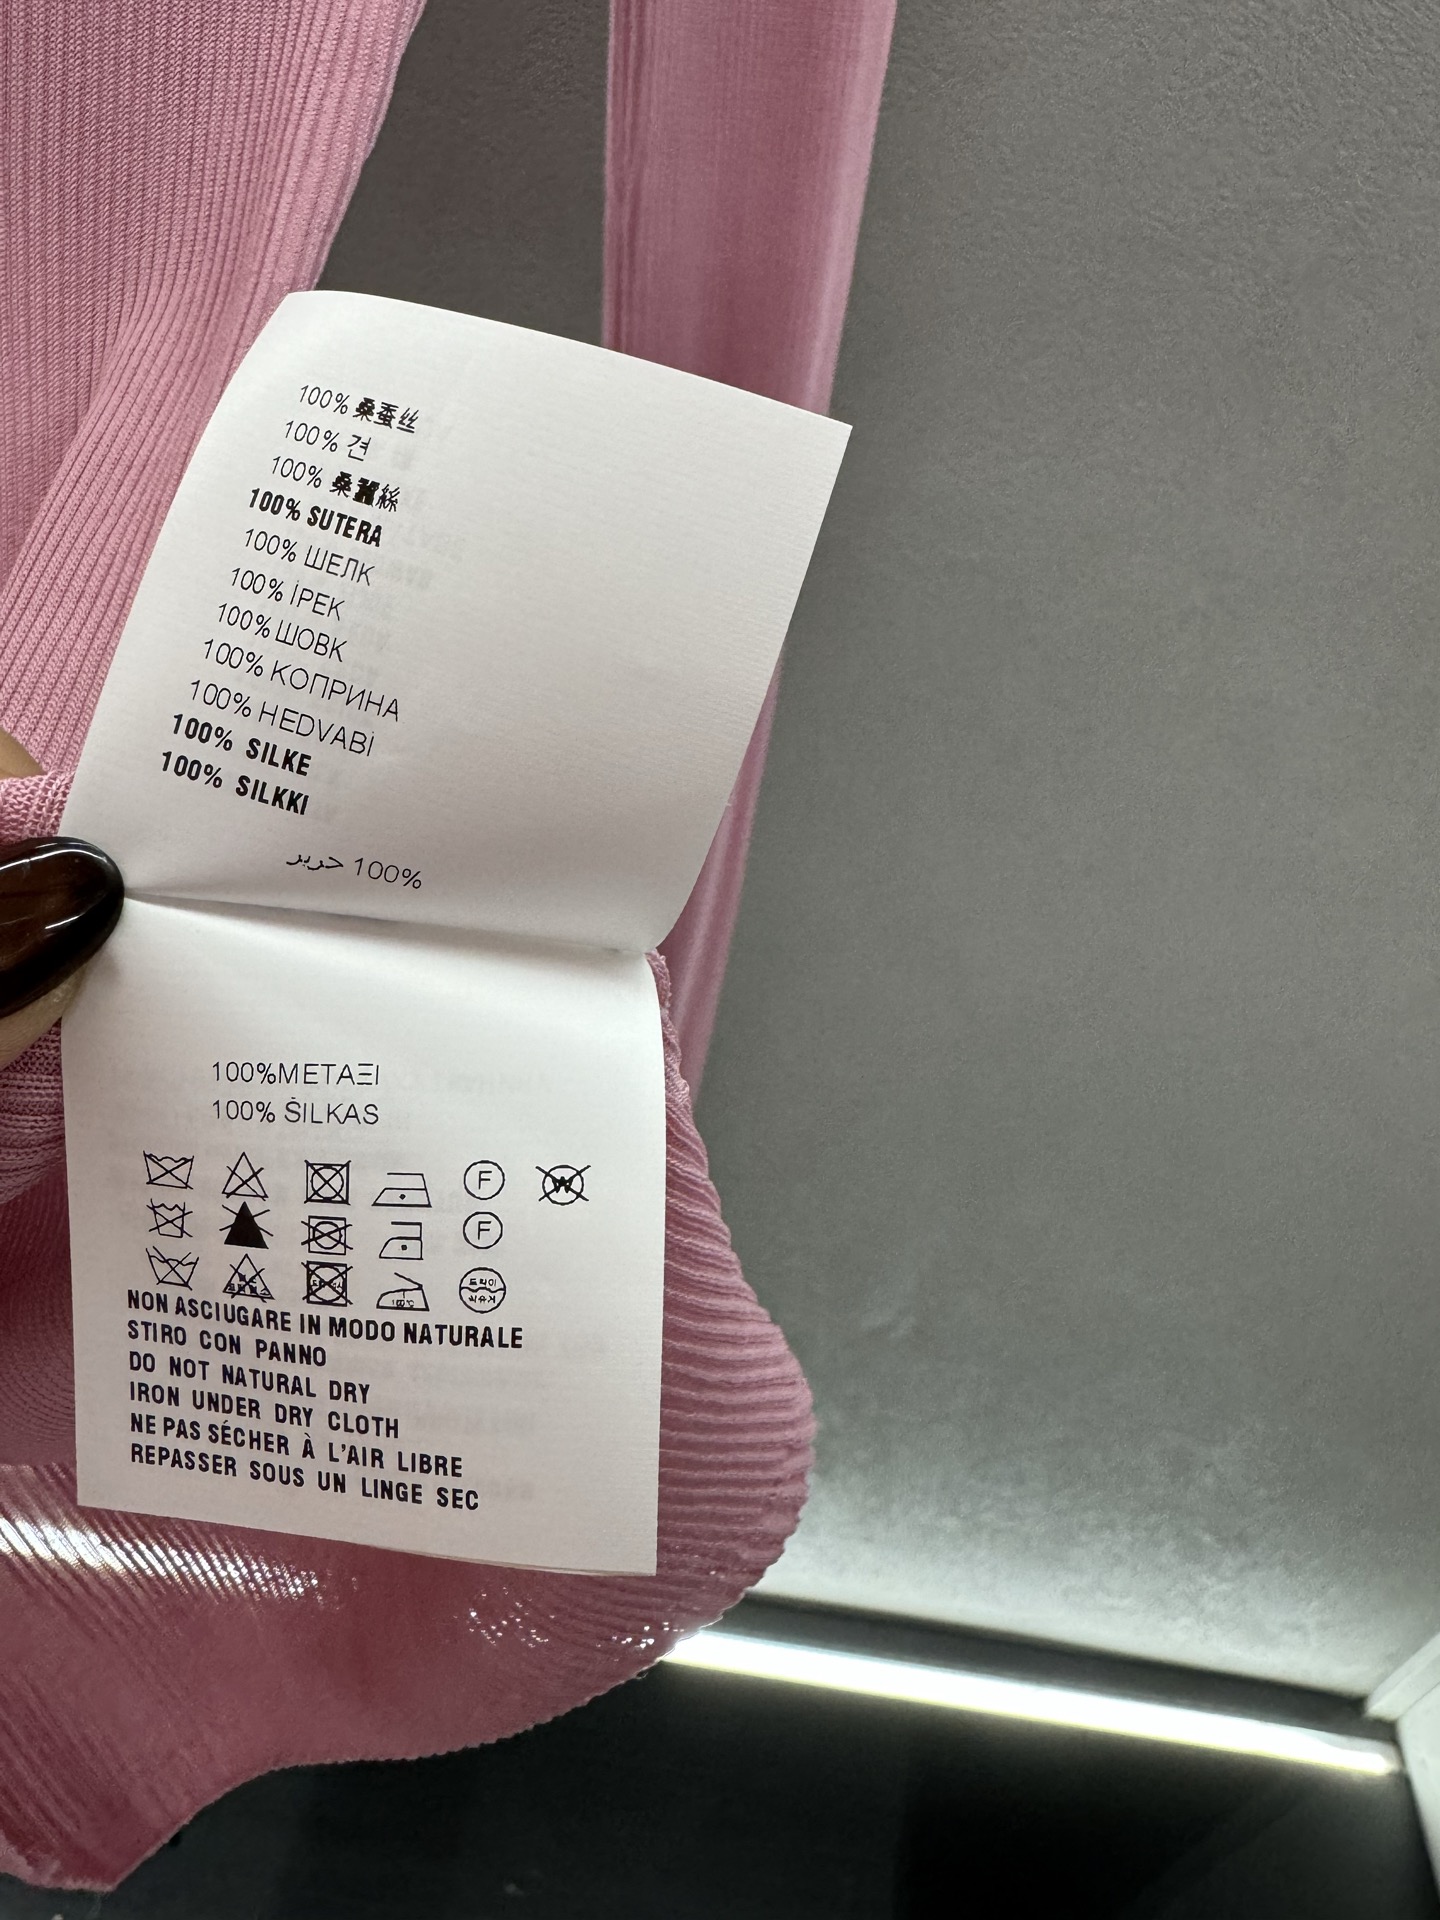 100% 桑蚕丝
100% 견
100% 桑蠶絲
100% SUTERA
100% ШЕЛК
100% İPEK
100% ШОВК
100% КОПРИНА
100% HEDVABİ
100% SILKE
100% SILKKI
100% حرير
100%ΜΕΤΑΞΙ
100% ŠILKAS
F
W
F
드라이
NON ASCIUGARE IN MODO NATURALE
STIRO CON PANNO
DO NOT NATURAL DRY
IRON UNDER DRY CLOTH
NE PAS SÉCHER À L'AIR LIBRE
REPASSER SOUS UN LINGE SEC